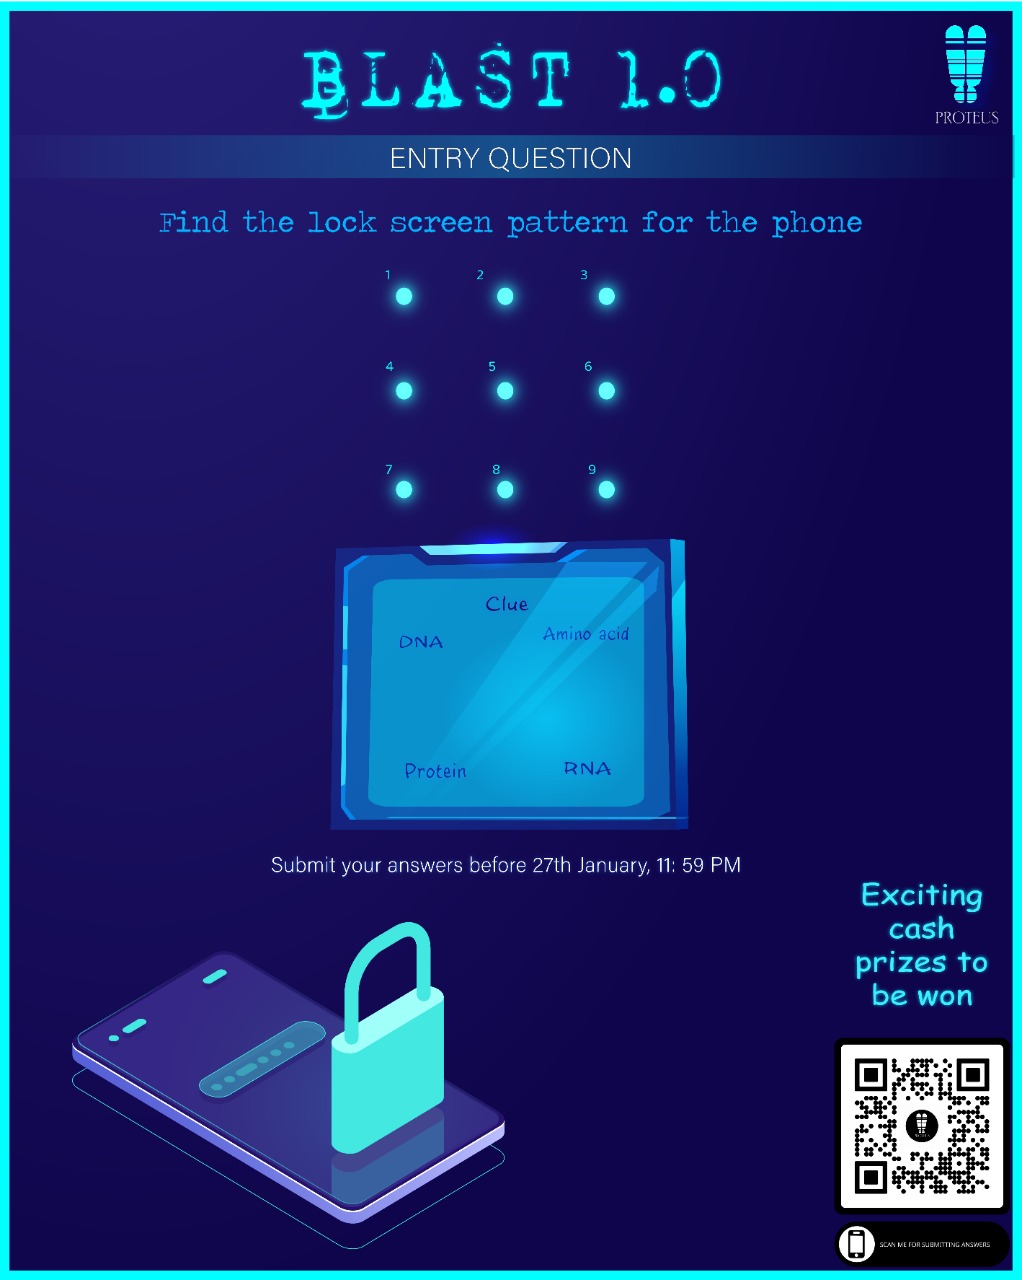 BLAST 1.0
PROTEUS
ENTRY QUESTION
Find the lock screen pattern for the phone
1 2 3
4 5 6
7 8 9
Clue
DNA Amino acid
Protein RNA
Submit your answers before 27th January, 11: 59 PM
Exciting
cash
prizes to
be won
SCAN ME FOR SUBMITTING ANSWERS